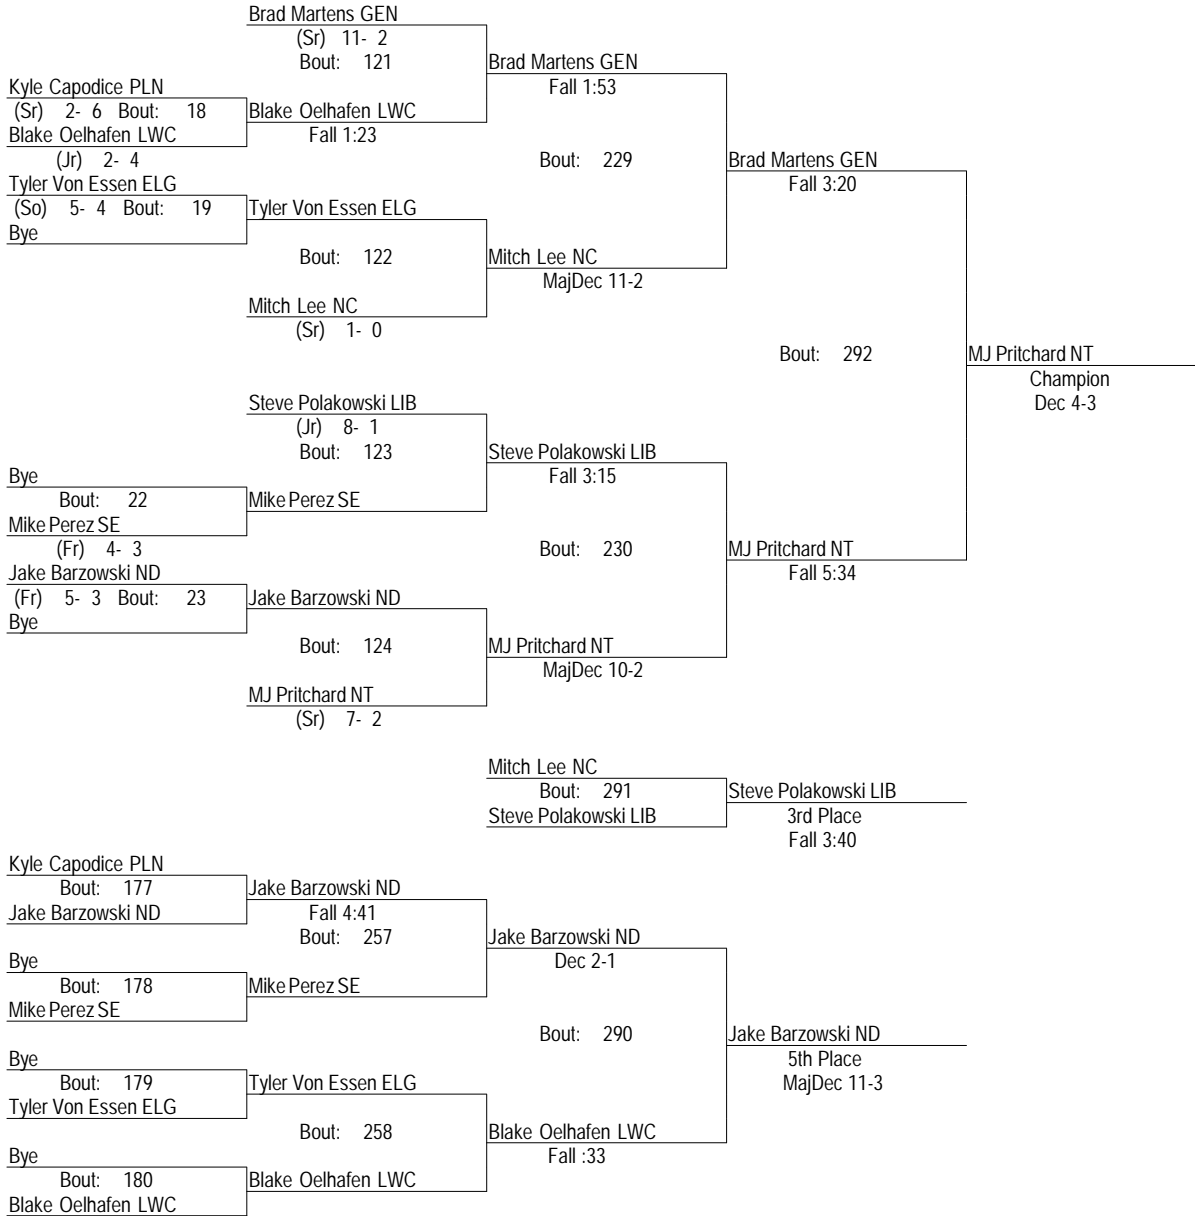 Brad Martens GEN
(Sr) 11- 2
Bout: 121
Brad Martens GEN
Fall 1:53
Kyle Capodice PLN
(Sr) 2- 6 Bout: 18
Blake Oelhafen LWC
Blake Oelhafen LWC
Fall 1:23
(Jr) 2- 4
Bout: 229
Brad Martens GEN
Fall 3:20
Tyler Von Essen ELG
(So) 5- 4 Bout: 19
Tyler Von Essen ELG
Bye
Bout: 122
Mitch Lee NC
MajDec 11-2
Mitch Lee NC
(Sr) 1- 0
Bout: 292
MJ Pritchard NT
Champion
Dec 4-3
Steve Polakowski LIB
(Jr) 8- 1
Bout: 123
Steve Polakowski LIB
Fall 3:15
Bye
Bout: 22
Mike Perez SE
Mike Perez SE
(Fr) 4- 3
Bout: 230
MJ Pritchard NT
Fall 5:34
Jake Barzowski ND
(Fr) 5- 3 Bout: 23
Jake Barzowski ND
Bye
Bout: 124
MJ Pritchard NT
MajDec 10-2
MJ Pritchard NT
(Sr) 7- 2
Mitch Lee NC
Bout: 291
Steve Polakowski LIB
Steve Polakowski LIB
3rd Place
Fall 3:40
Kyle Capodice PLN
Bout: 177
Jake Barzowski ND
Jake Barzowski ND
Fall 4:41
Bout: 257
Jake Barzowski ND
Dec 2-1
Bye
Bout: 178
Mike Perez SE
Mike Perez SE
Bout: 290
Jake Barzowski ND
5th Place
MajDec 11-3
Bye
Bout: 179
Tyler Von Essen ELG
Tyler Von Essen ELG
Bout: 258
Blake Oelhafen LWC
Fall :33
Bye
Bout: 180
Blake Oelhafen LWC
Blake Oelhafen LWC